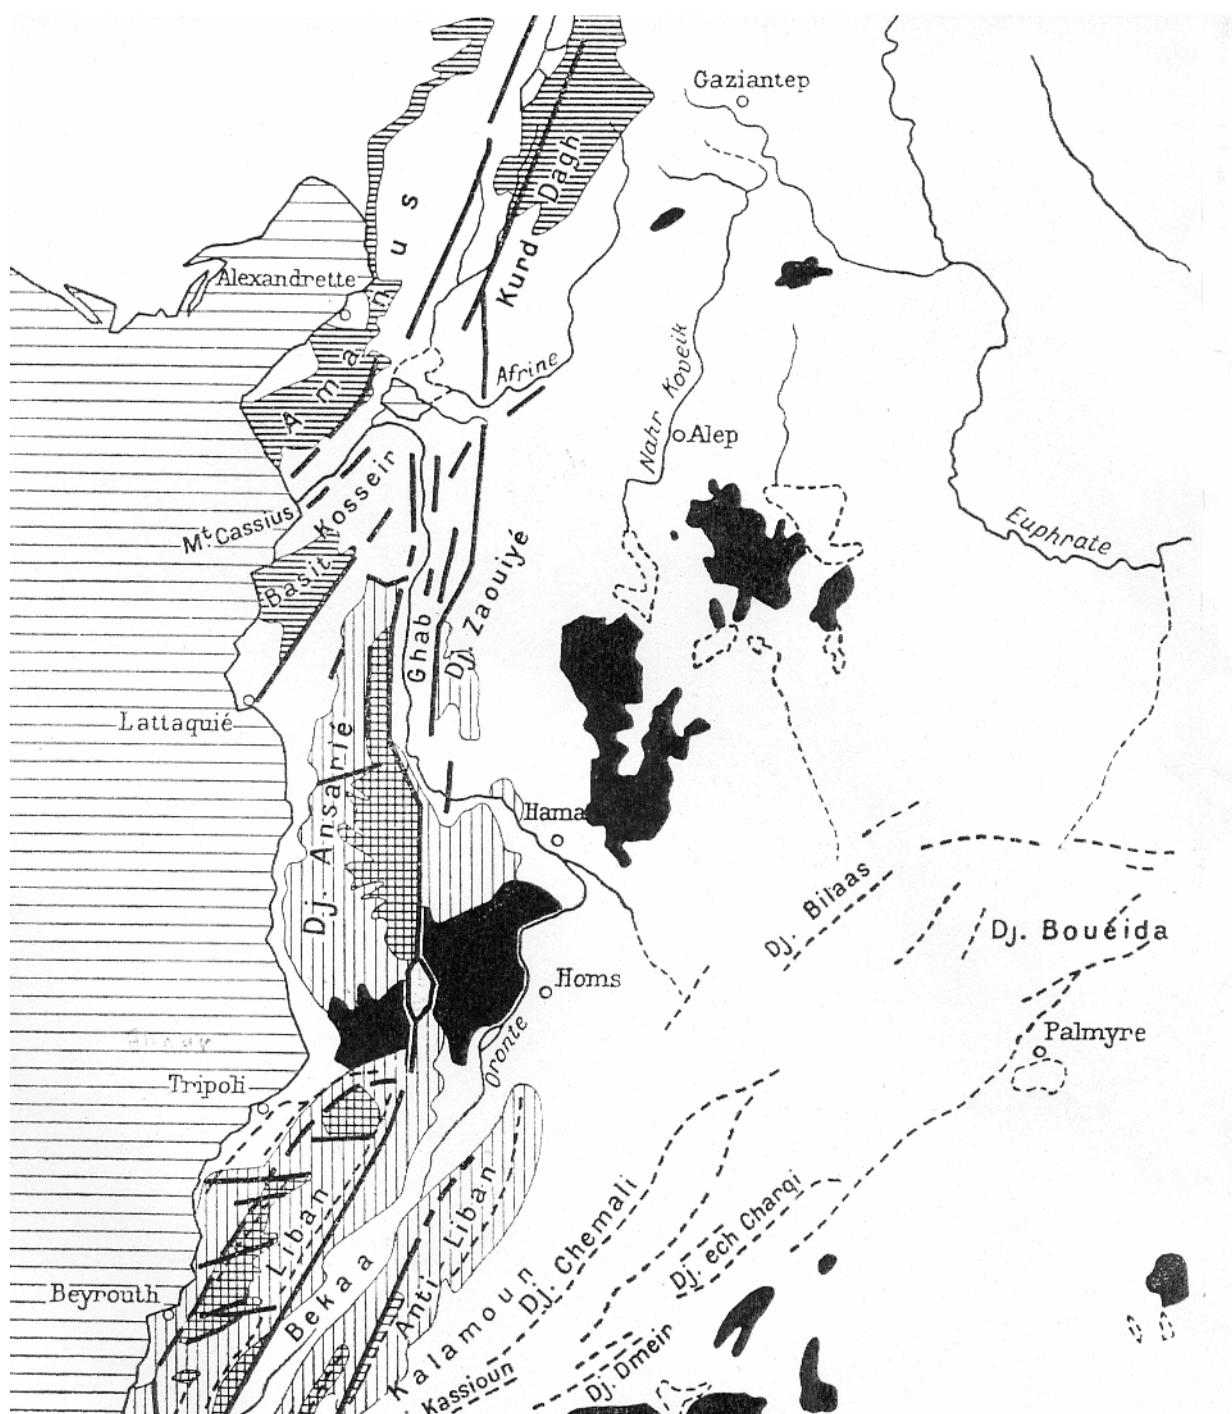 Gaziantep
Kurd Dagh
Amanus
Alexandrette
Afrine
Nahr Koveik
Alep
Mt Cassius
Kosseir
Basit
Euphrate
Ghab
Dj. Zaouiyé
Lattaquié
Dj. Ansarié
Hama
Dj. Bilaas
Dj. Bouéida
Homs
Oronte
Palmyre
Tripoli
Liban
Anti-Liban
Bekaa
Beyrouth
Dj. Chemali
Dj. ech Charqi
Kalamoun
Dj. Dmeir
Kassioun